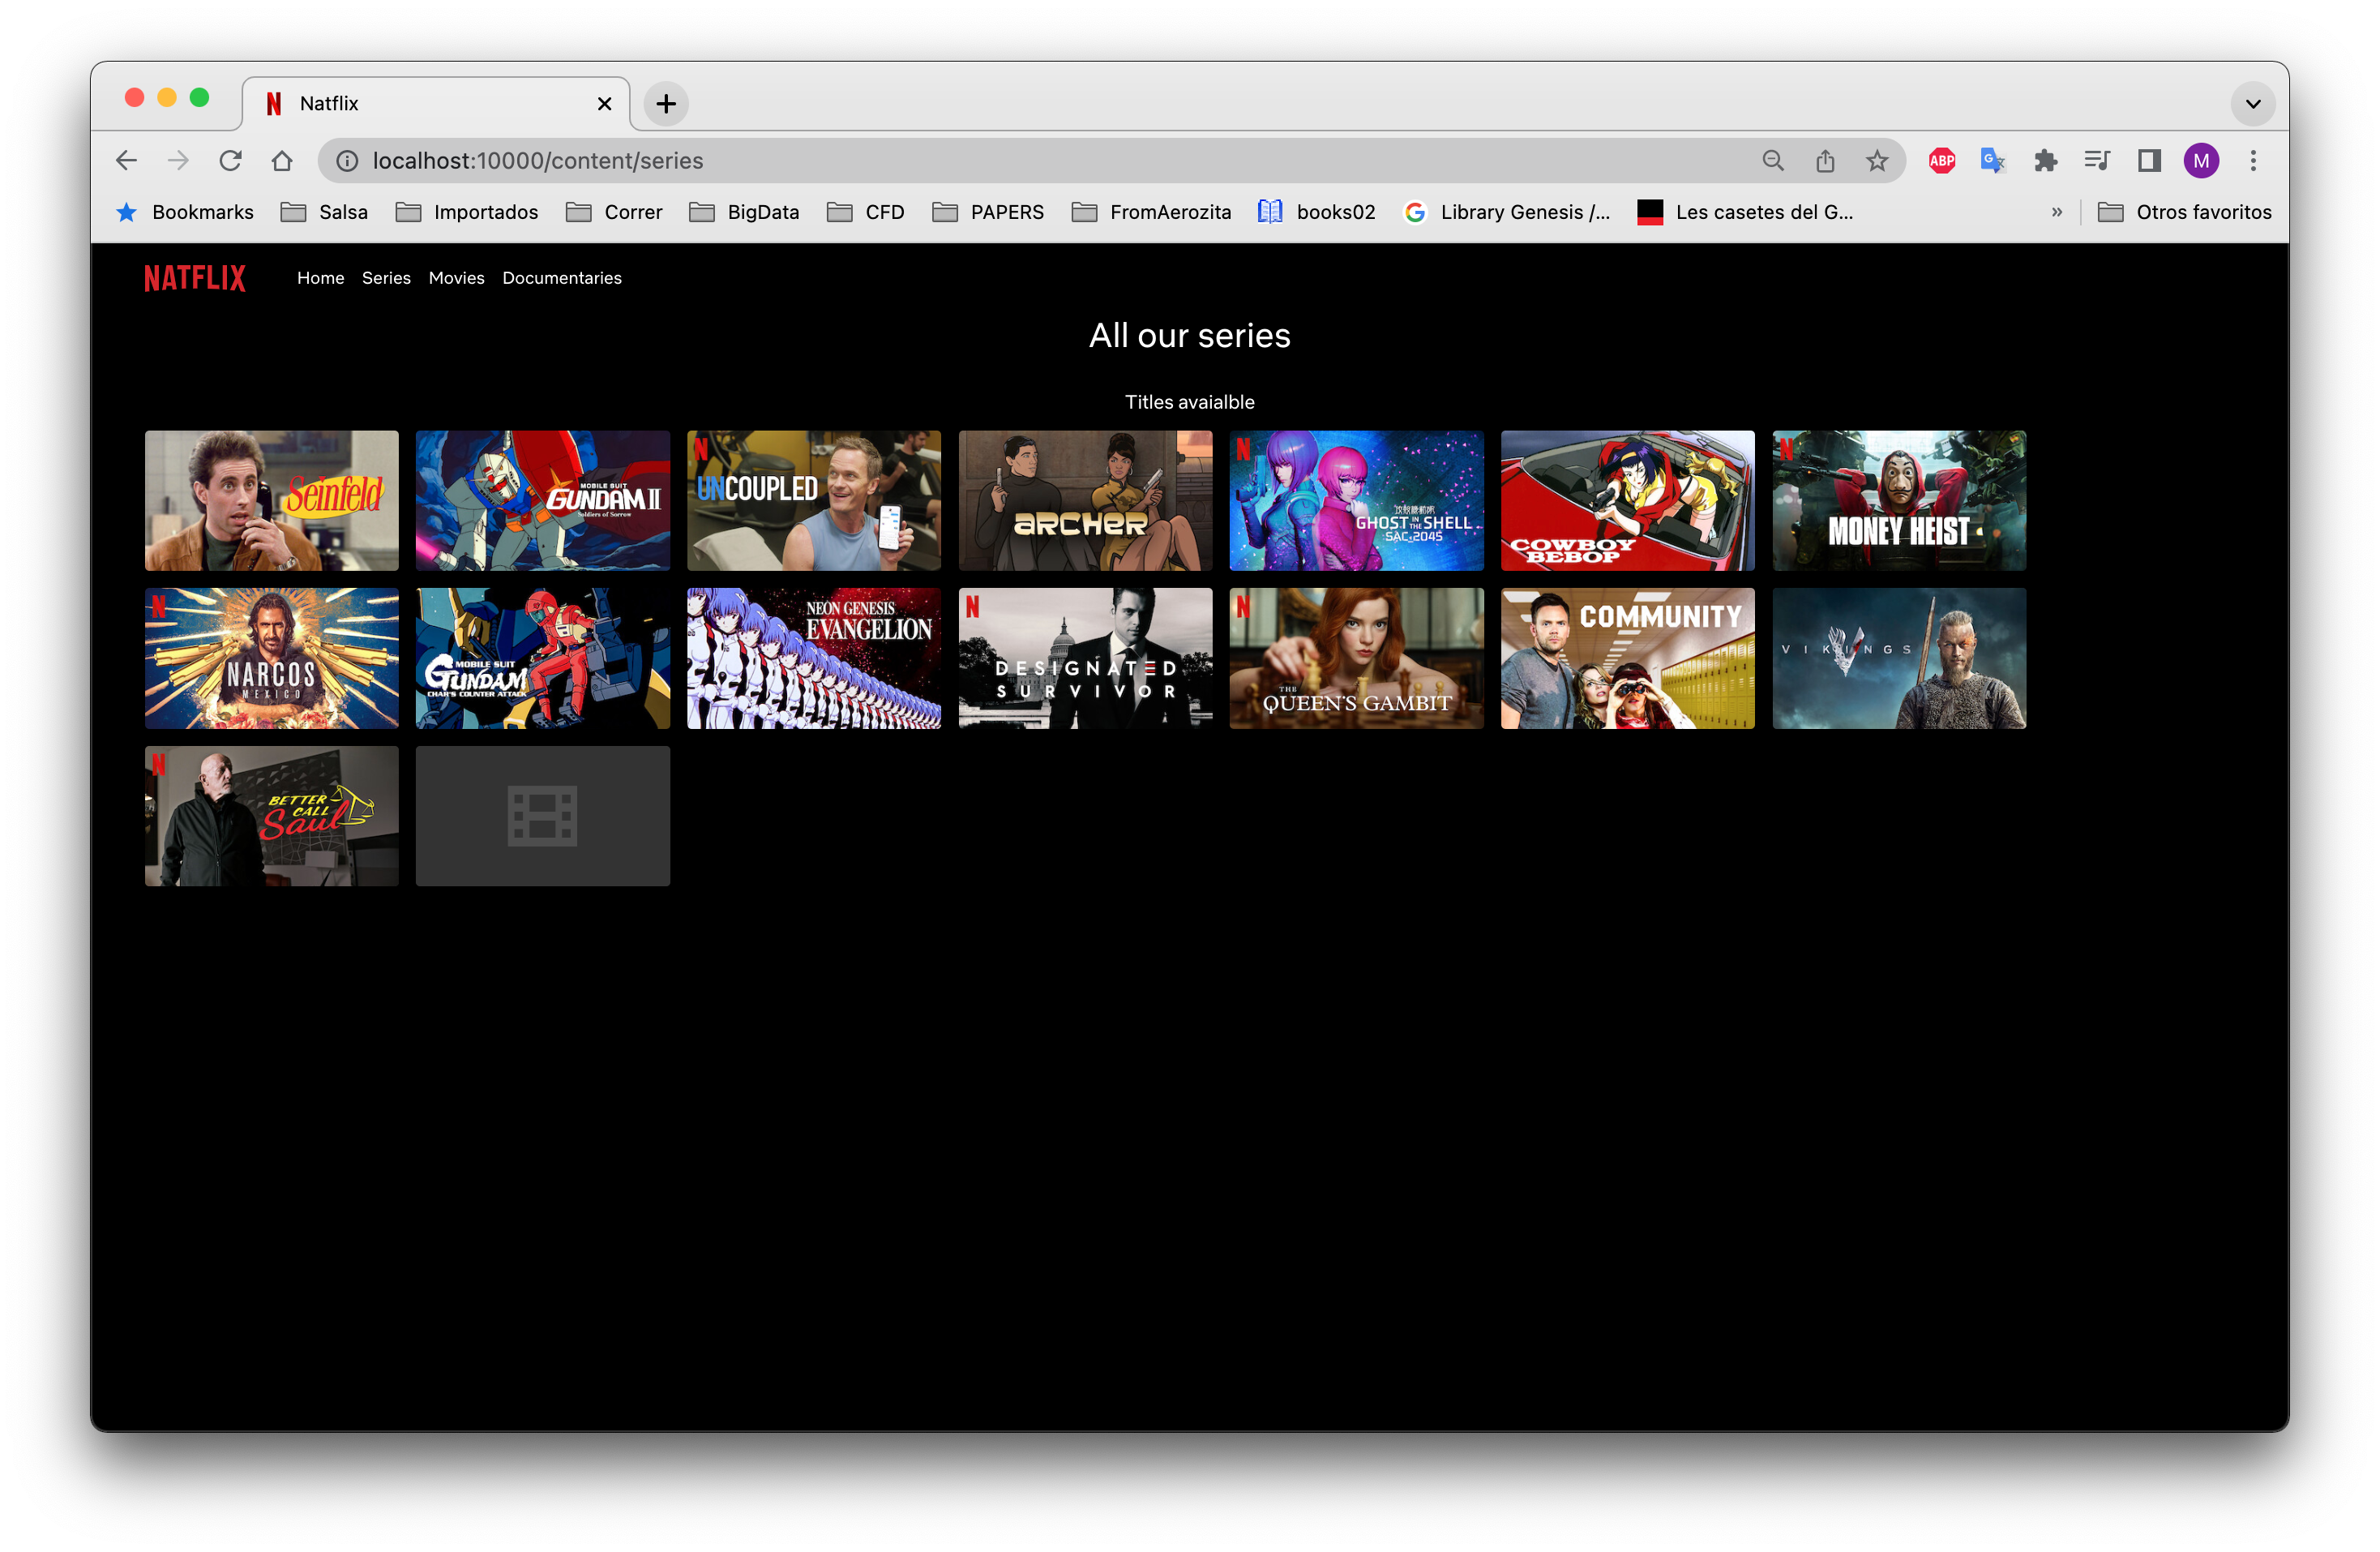 Natflix
localhost:10000/content/series
ABP
G
M
Bookmarks Salsa Importados Correr BigData CFD PAPERS FromAerozita books02 Library Genesis /... Les casetes del G... » Otros favoritos
NATFLIX Home Series Movies Documentaries
All our series
Titles avaialble
Seinfeld
MOBILE SUIT
GUNDAM II
Soldiers of Sorrow
N
UNCOUPLED
ARCHER
N
攻殻機動隊
GHOST IN THE SHELL
SAC_2045
COWBOY
BEBOP
N
MONEY HEIST
N
NARCOS
MEXICO
MOBILE SUIT
GUNDAM
CHAR'S COUNTER ATTACK
NEON GENESIS
EVANGELION
N
DESIGNATED
SURVIVOR
N
THE
QUEEN'S GAMBIT
COMMUNITY
VIKINGS
N
BETTER
CALL
Saul